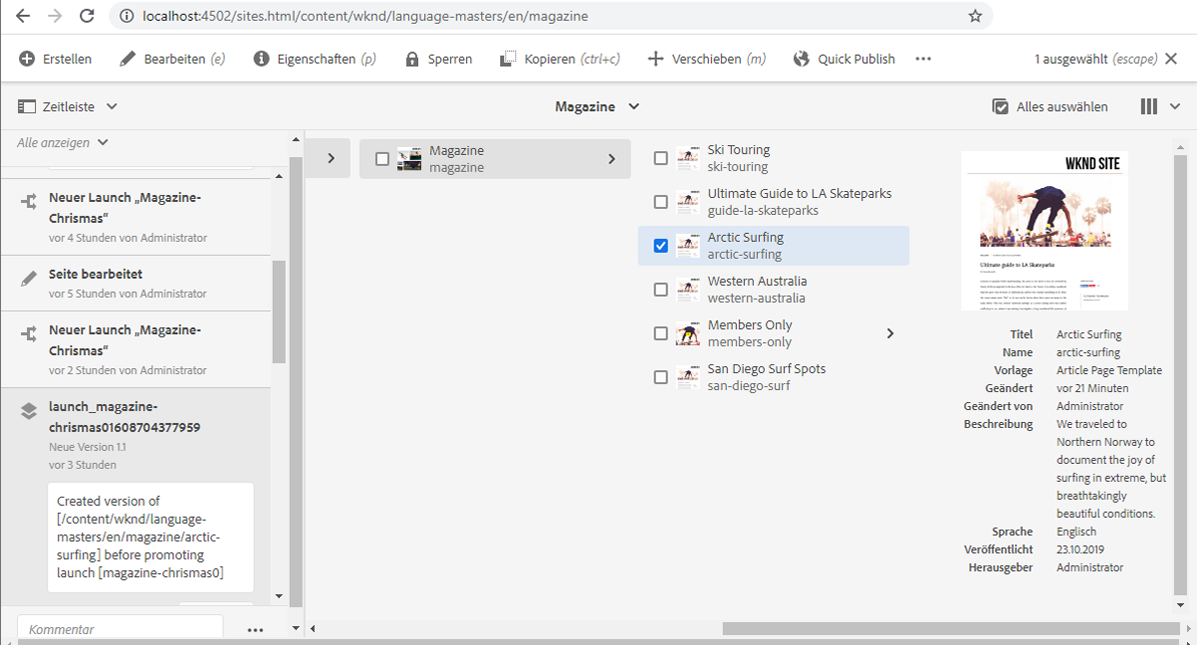 localhost:4502/sites.html/content/wknd/language-masters/en/magazine
Erstellen
Bearbeiten (e)
Eigenschaften (p)
Sperren
Kopieren (ctrl+c)
Verschieben (m)
Quick Publish
1 ausgewählt (escape)
Zeitleiste
Magazine
Alles auswählen
Alle anzeigen
Neuer Launch „Magazine-
Chrismas“
vor 4 Stunden von Administrator
Seite bearbeitet
vor 5 Stunden von Administrator
Neuer Launch „Magazine-
Chrismas“
vor 2 Stunden von Administrator
launch_magazine-
chrismas01608704377959
Neue Version 1.1
vor 3 Stunden
Created version of
[/content/wknd/language-
masters/en/magazine/arctic-
surfing] before promoting
launch [magazine-chrismas0]
Kommentar
Magazine
magazine
Ski Touring
ski-touring
Ultimate Guide to LA Skateparks
guide-la-skateparks
Arctic Surfing
arctic-surfing
Western Australia
western-australia
Members Only
members-only
San Diego Surf Spots
san-diego-surf
WKND SITE
Ultimate guide to LA Skateparks
Titel Arctic Surfing
Name arctic-surfing
Vorlage Article Page Template
Geändert vor 21 Minuten
Geändert von Administrator
Beschreibung We traveled to
Northern Norway to
document the joy of
surfing in extreme, but
breathtakingly
beautiful conditions.
Sprache Englisch
Veröffentlicht 23.10.2019
Herausgeber Administrator